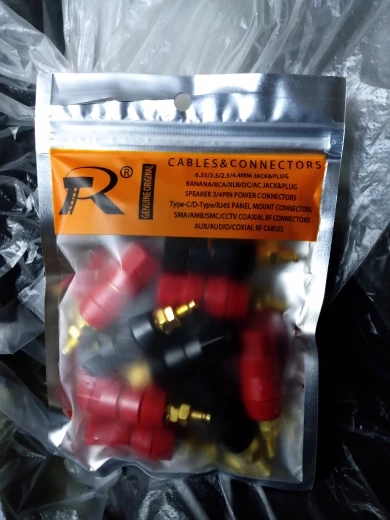 CABLES&CONNECTORS
6.25/3.5/2.5/4.4MM JACK&PLUG
BANANA/RCA/XLR/DC/AC JACK&PLUG
SPEAKER 3/4PIN POWER CONNECTORS
Type-C/D-Type/RJ45 PANEL MOUNT CONNECTORS
SMA/AMB/SMC/CCTV COAXIAL RF CONNECTORS
AUX/AUDIO/COXIAL RF CABLES
R®
GENUINE ORIGINAL